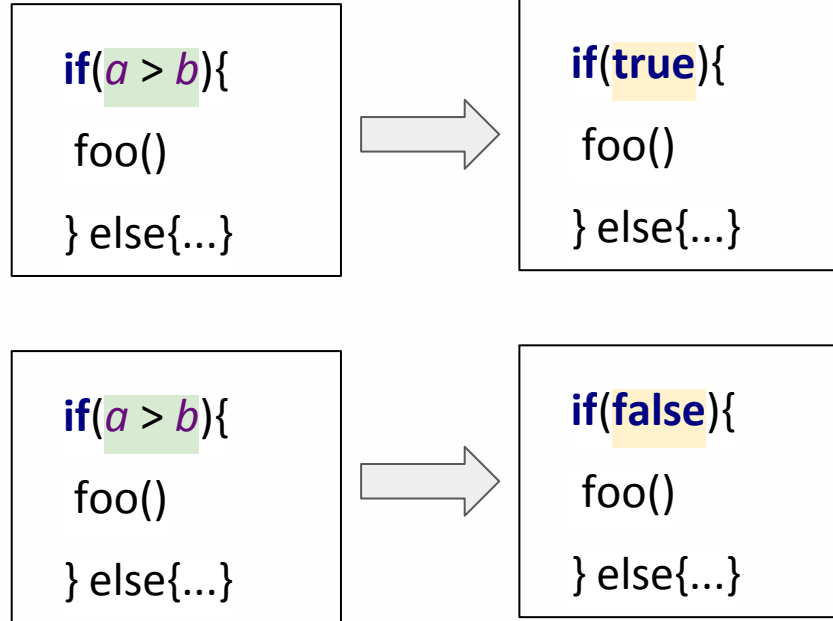 if(a > b){
foo()
} else{...}
if(true){
foo()
} else{...}
if(a > b){
foo()
} else{...}
if(false){
foo()
} else{...}